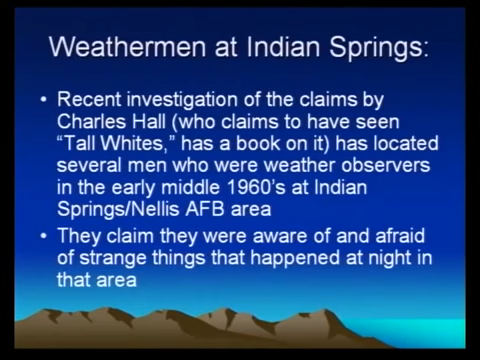 Weathermen at Indian Springs:
• Recent investigation of the claims by
Charles Hall (who claims to have seen
“Tall Whites,” has a book on it) has located
several men who were weather observers
in the early middle 1960’s at Indian
Springs/Nellis AFB area
• They claim they were aware of and afraid
of strange things that happened at night in
that area